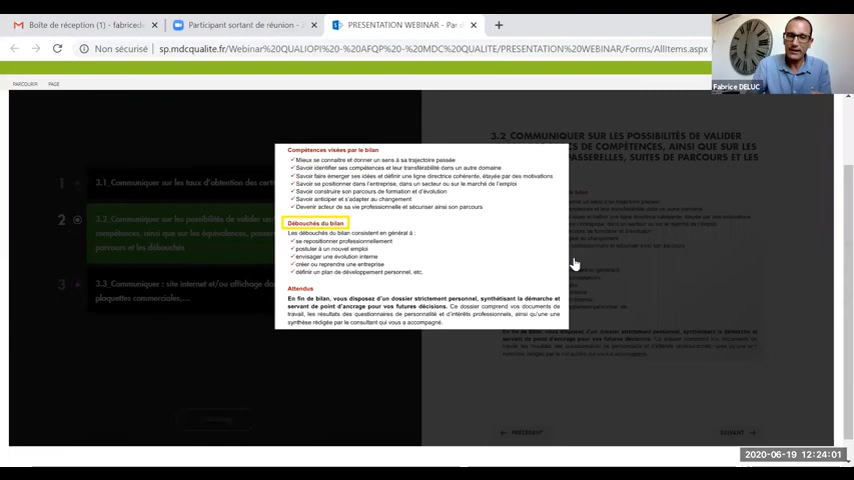 Boîte de réception (1) - fabriced
Participant sortant de réunion - Z
PRESENTATION WEBINAR - Par d
Non sécurisé
sp.mdcqualite.fr/Webinar%20QUALIOPI%20-%20AFQP%20-%20MDC%20QUALITE/PRESENTATION%20WEBINAR/Forms/AllItems.aspx
Fabrice DELUC
PARCOURIR
PAGE
1
3.1_Communiquer sur les taux d'obtention des cert
2
3.2_Communiquer sur les possibilités de valider un
compétences, ainsi que sur les équivalences, passe
parcours et les débouchés
3
3.3_Communiquer : site internet et/ou affichage da
plaquettes commerciales,...
3.2_COMMUNIQUER SUR LES POSSIBILITÉS DE VALIDER
S DE COMPÉTENCES, AINSI QUE SUR LES
PASSERELLES, SUITES DE PARCOURS ET LES
Compétences visées par le bilan
✓Mieux se connaitre et donner un sens à sa trajectoire passée
✓Savoir identifier ses compétences et leur transférabilité dans un autre domaine
✓Savoir faire émerger ses idées et définir une ligne directrice cohérente, étayée par des motivations
✓Savoir se positionner dans l'entreprise, dans un secteur ou sur le marché de l'emploi
✓Savoir construire son parcours de formation et d'évolution
✓Savoir anticiper et s'adapter au changement
✓Devenir acteur de sa vie professionnelle et sécuriser ainsi son parcours
Débouchés du bilan
Les débouchés du bilan consistent en général à :
✓se repositionner professionnellement
✓postuler à un nouvel emploi
✓envisager une évolution interne
✓créer ou reprendre une entreprise
✓définir un plan de développement personnel, etc.
Attendus
En fin de bilan, vous disposez d'un dossier strictement personnel, synthétisant la démarche et
servant de point d'ancrage pour vos futures décisions. Ce dossier comprend vos documents de
travail, les résultats des questionnaires de personnalité et d'intérêts professionnels, ainsi qu'une
synthèse rédigée par le consultant qui vous a accompagné.
PRÉCÉDENT
SUIVANT
2020-06-19 12:24:01